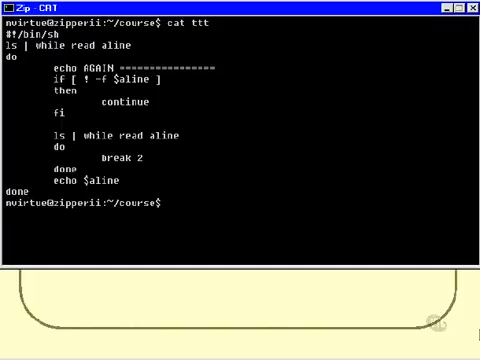 Zip - CAT
nvirtue@zipperii:~/course$ cat ttt
#!/bin/sh
ls | while read aline
do
echo AGAIN ================
if [ ! -f $aline ]
then
continue
fi
ls | while read aline
do
break 2
done
echo $aline
done
nvirtue@zipperii:~/course$